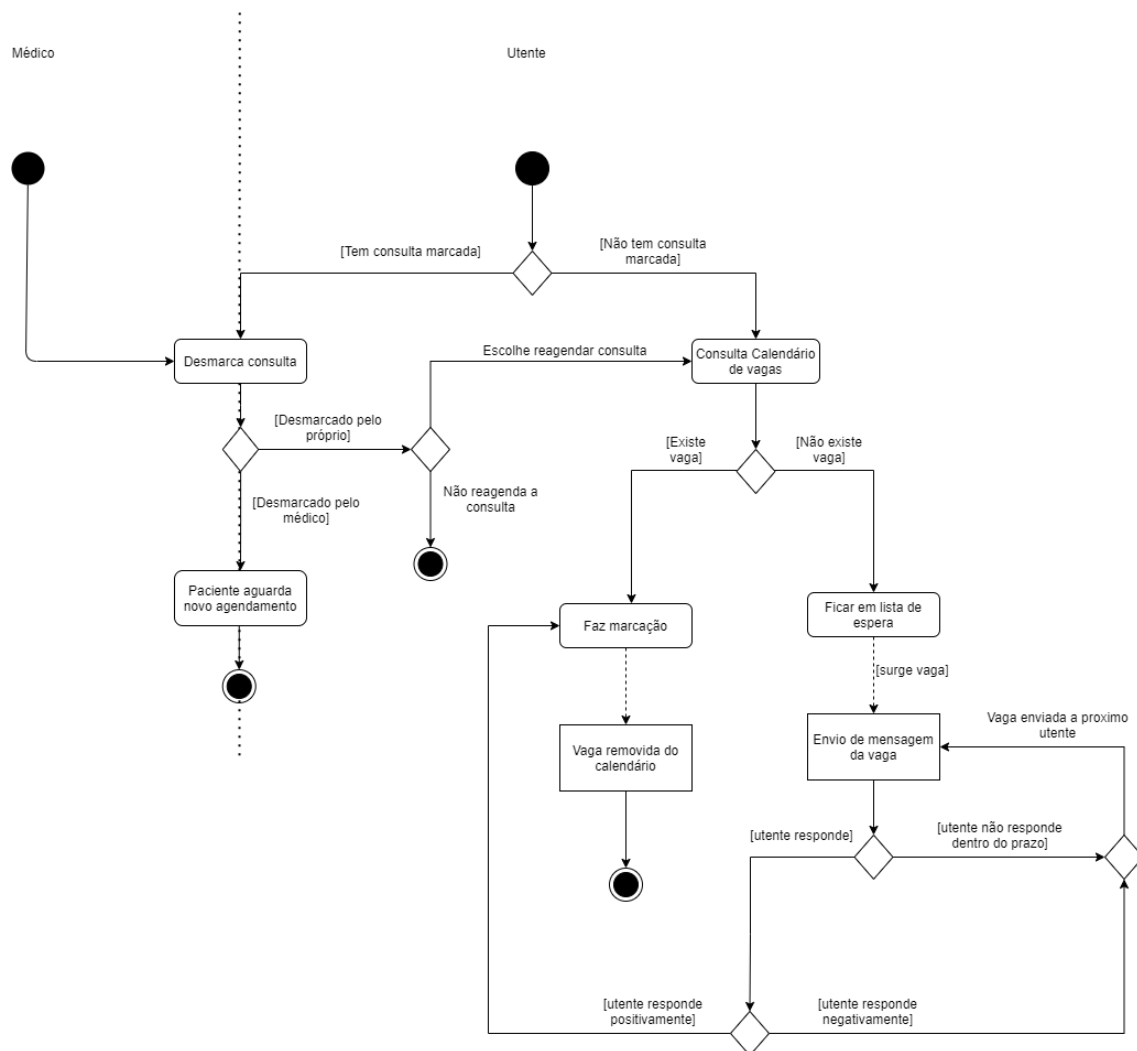 Médico
Utente
[Tem consulta marcada]
[Não tem consulta
marcada]
Desmarca consulta
Escolhe reagendar consulta
Consulta Calendário
de vagas
[Desmarcado pelo
próprio]
[Existe
vaga]
[Não existe
vaga]
[Desmarcado pelo
médico]
Não reagenda a
consulta
Paciente aguarda
novo agendamento
Faz marcação
Ficar em lista de
espera
[surge vaga]
Vaga enviada a proximo
utente
Vaga removida do
calendário
Envio de mensagem
da vaga
[utente responde]
[utente não responde
dentro do prazo]
[utente responde
positivamente]
[utente responde
negativamente]